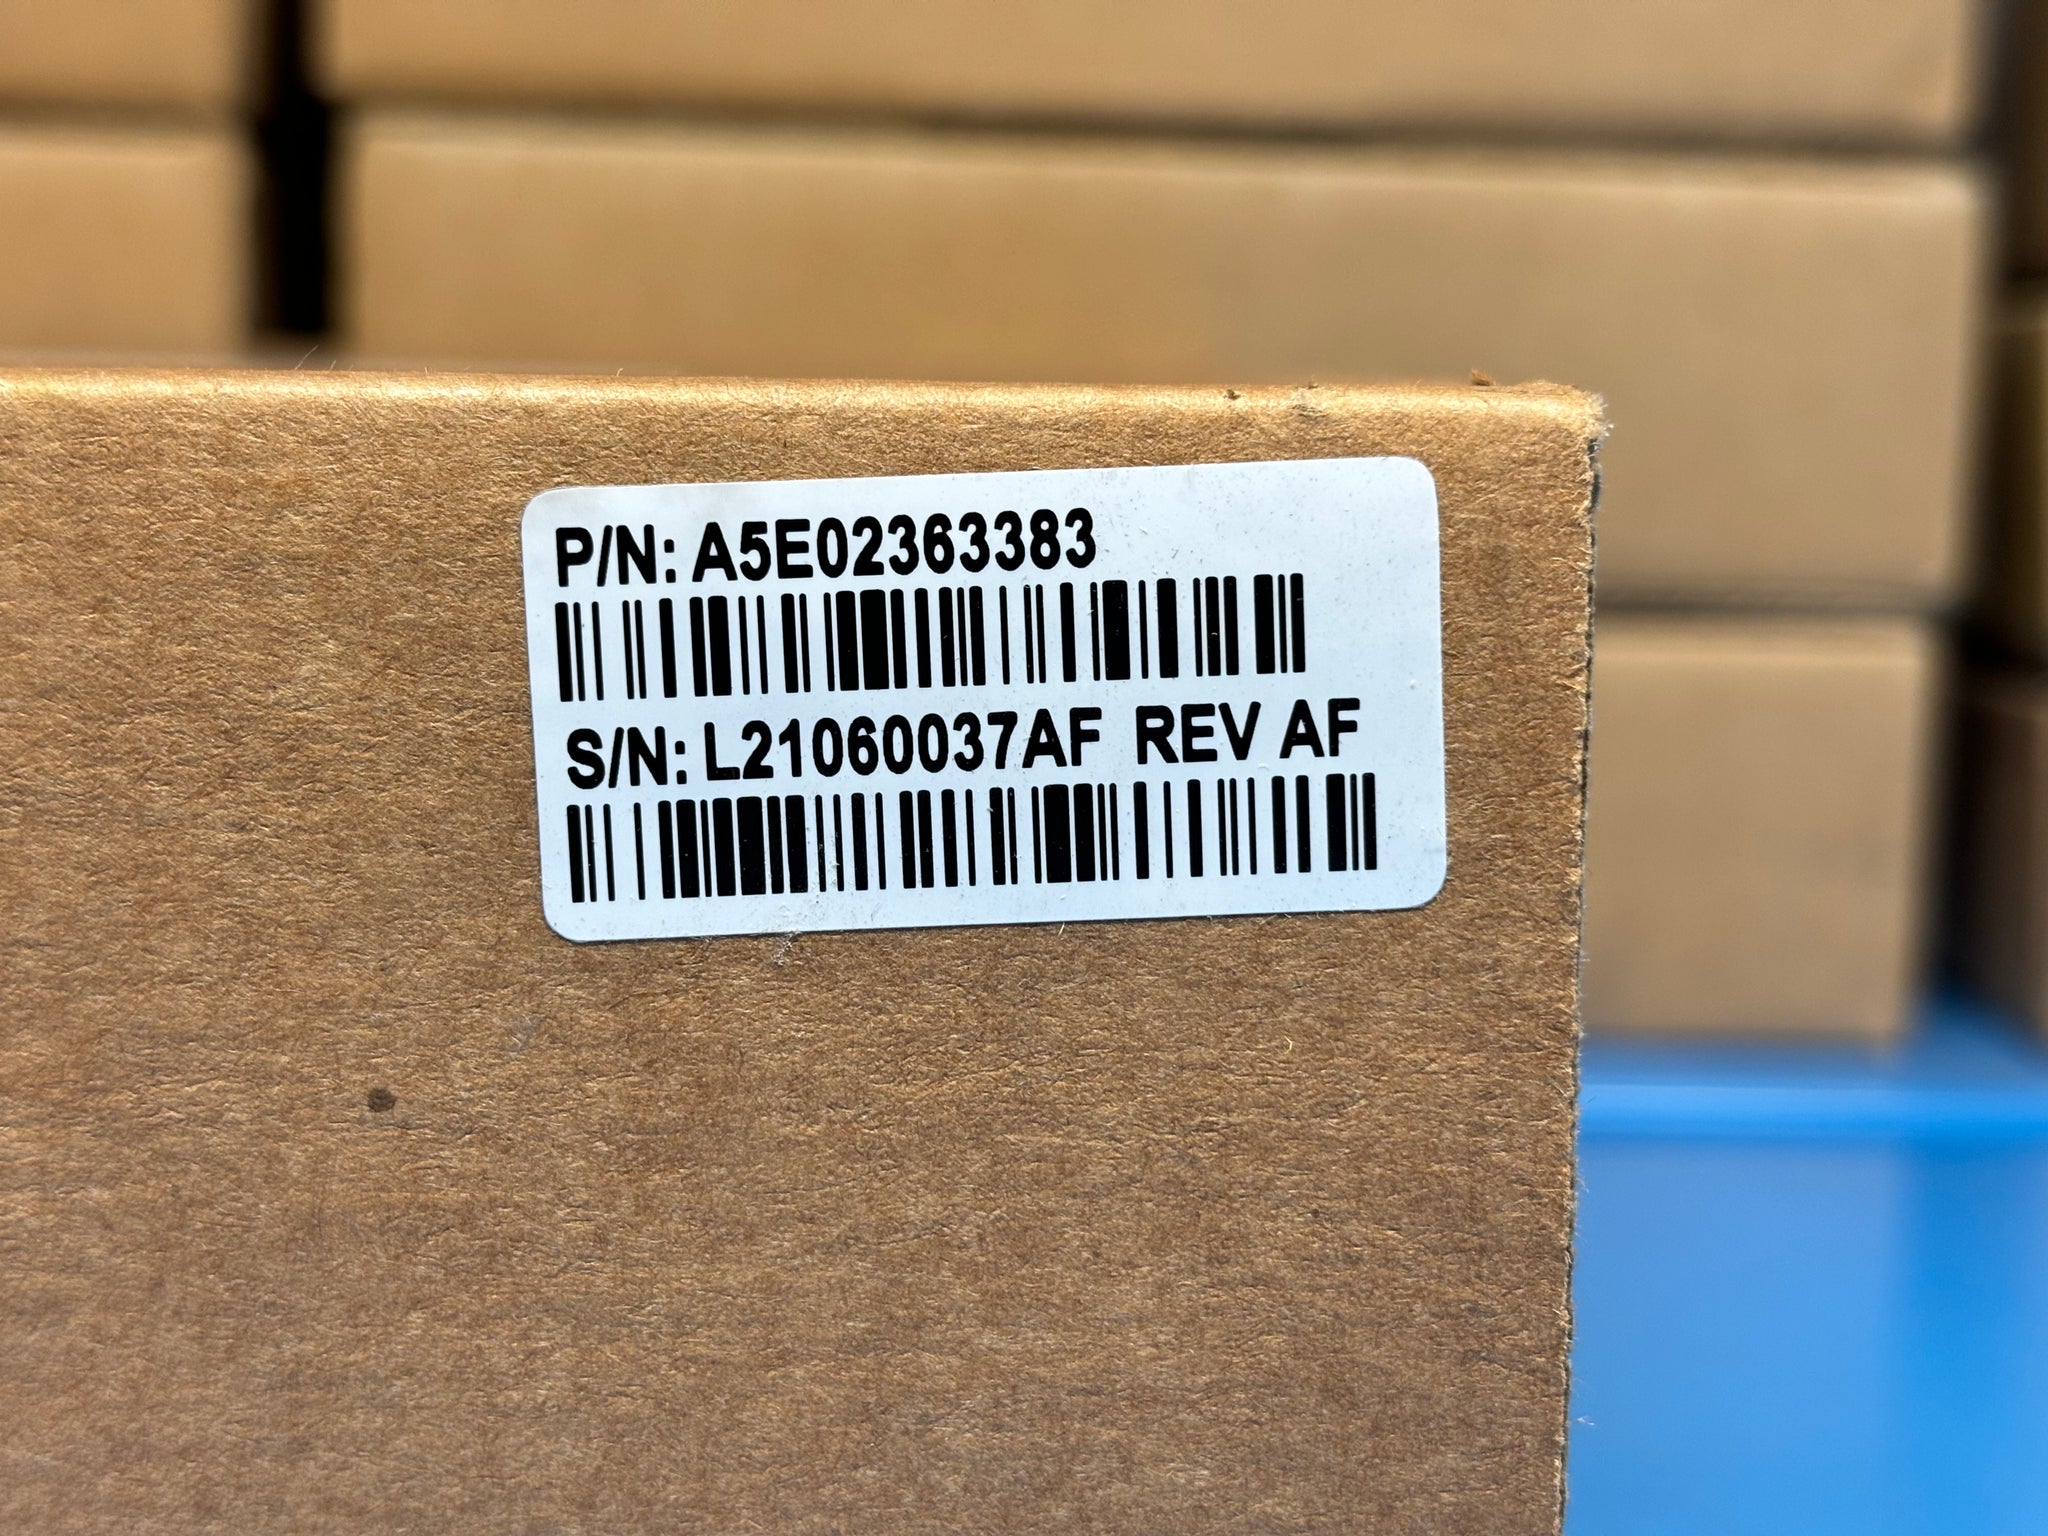 P/N: A5E02363383
S/N: L21060037AF REV AF